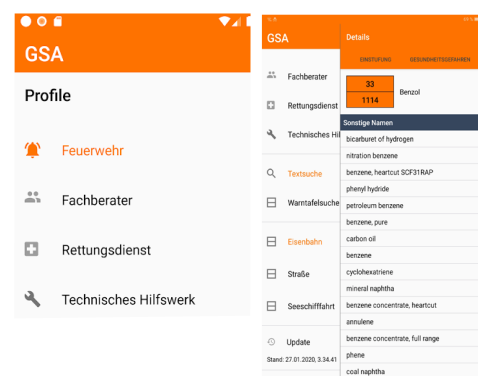 GSA
Profile
Feuerwehr
Fachberater
Rettungsdienst
Technisches Hilfswerk
GSA
Fachberater
Rettungsdienst
Technisches Hil
Textsuche
Warntafelsuche
Eisenbahn
Straße
Seeschifffahrt
Update
Stand: 27.01.2020, 3.34.41
Details
EINSTUFUNG GESUNDHEITSGEFAHREN
33
1114
Benzol
Sonstige Namen
bicarburet of hydrogen
nitration benzene
benzene, heartcut SCF31RAP
phenyl hydride
petroleum benzene
benzene, pure
carbon oil
benzene
cyclohexatriene
mineral naphtha
benzene concentrate, heartcut
annulene
benzene concentrate, full range
phene
coal naphtha